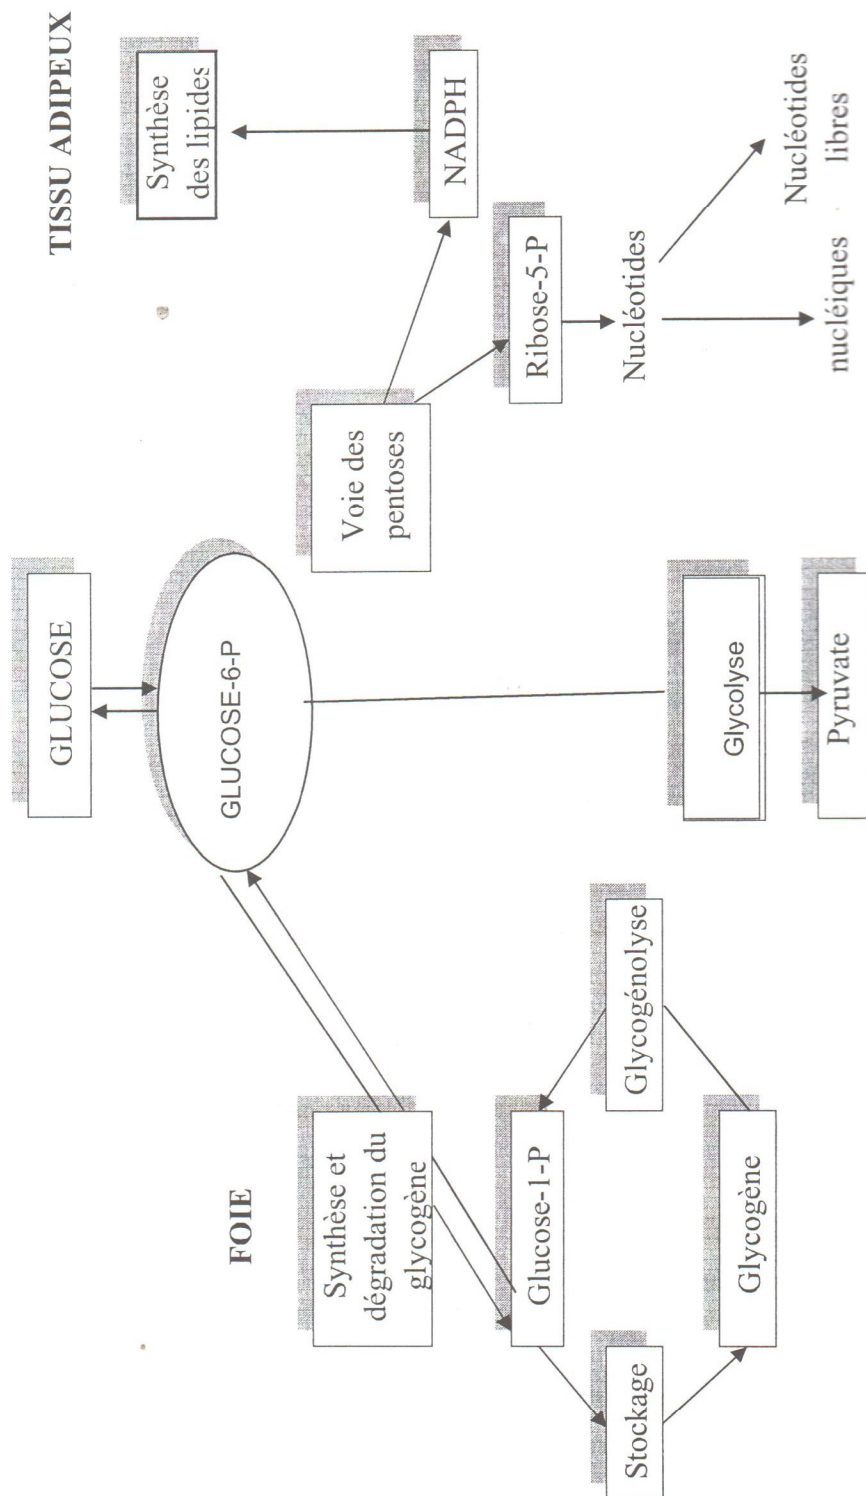 TISSU ADIPEUX
FOIE
GLUCOSE
GLUCOSE-6-P
Synthèse et
dégradation du
glycogène
Glucose-1-P
Stockage
Glycogénolyse
Glycogène
Glycolyse
Pyruvate
Voie des
pentoses
NADPH
Synthèse
des lipides
Ribose-5-P
Nucléotides
nucléiques
Nucléotides
libres